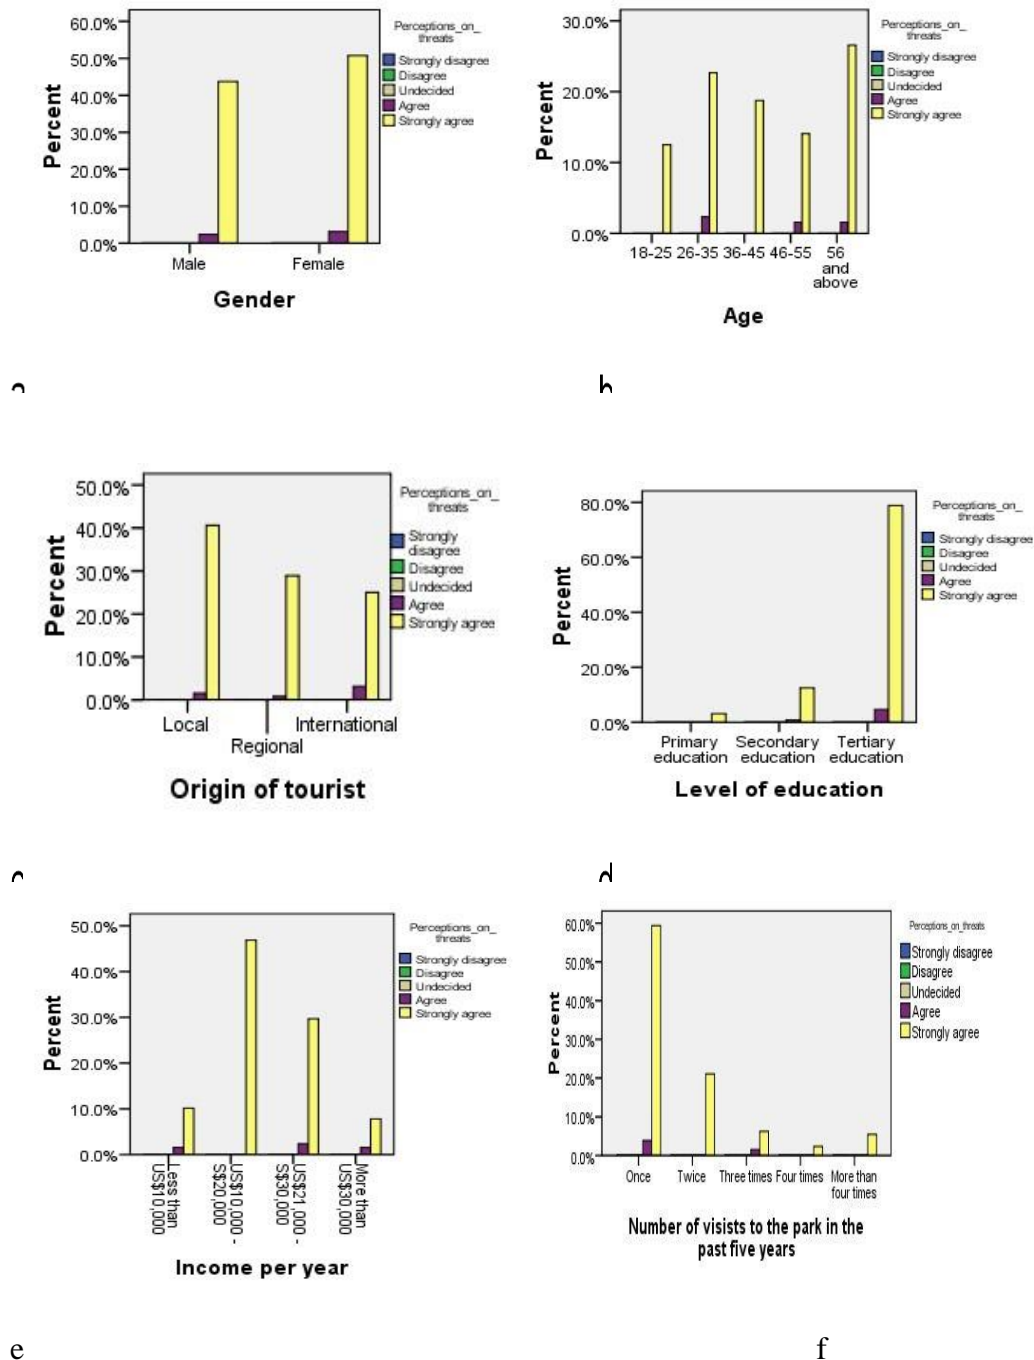 60.0%
50.0%
40.0%
30.0%
20.0%
10.0%
0.0%
Percent
Male Female
Gender
Perceptions_on_
threats
Strongly disagree
Disagree
Undecided
Agree
Strongly agree
30.0%
20.0%
10.0%
0.0%
Percent
18-25 26-35 36-45 46-55 56
and
above
Age
Perceptions_on_
threats
Strongly disagree
Disagree
Undecided
Agree
Strongly agree
50.0%
40.0%
30.0%
20.0%
10.0%
0.0%
Percent
Local International
Regional
Origin of tourist
Perceptions_on_
threats
Strongly
disagree
Disagree
Undecided
Agree
Strongly agree
80.0%
60.0%
40.0%
20.0%
0.0%
Percent
Primary Secondary Tertiary
education education education
Level of education
Perceptions_on_
threats
Strongly disagree
Disagree
Undecided
Agree
Strongly agree
50.0%
40.0%
30.0%
20.0%
10.0%
0.0%
Percent
Less than
US$10,000
US$10,000 -
S$20,000
US$21,000 -
S$30,000
More than
US$30,000
Income per year
Perceptions_on_
threats
Strongly disagree
Disagree
Undecided
Agree
Strongly agree
60.0%
50.0%
40.0%
30.0%
20.0%
10.0%
0.0%
Percent
Once Twice Three times Four times More than
four times
Number of visists to the park in the
past five years
Perceptions_on_threats
Strongly disagree
Disagree
Undecided
Agree
Strongly agree
e f